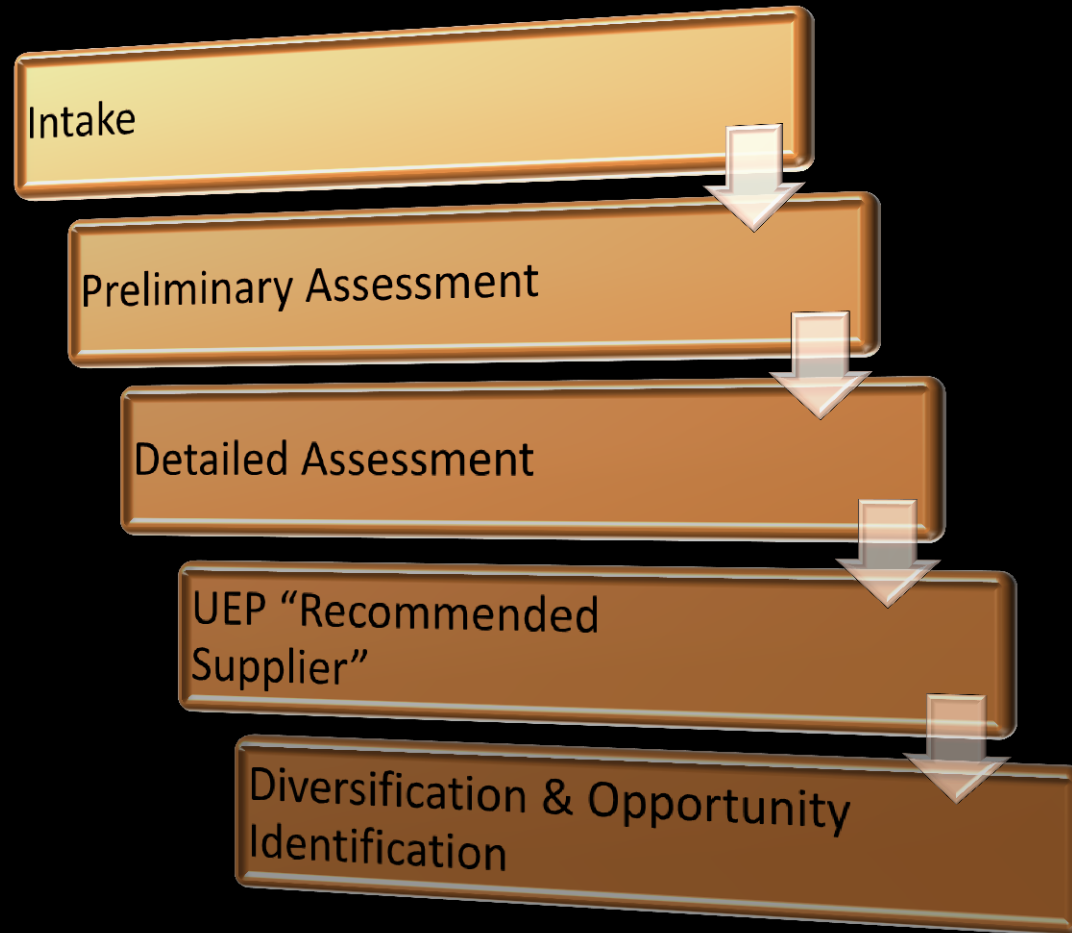 Intake
Preliminary Assessment
Detailed Assessment
UEP “Recommended
Supplier”
Diversification & Opportunity
Identification